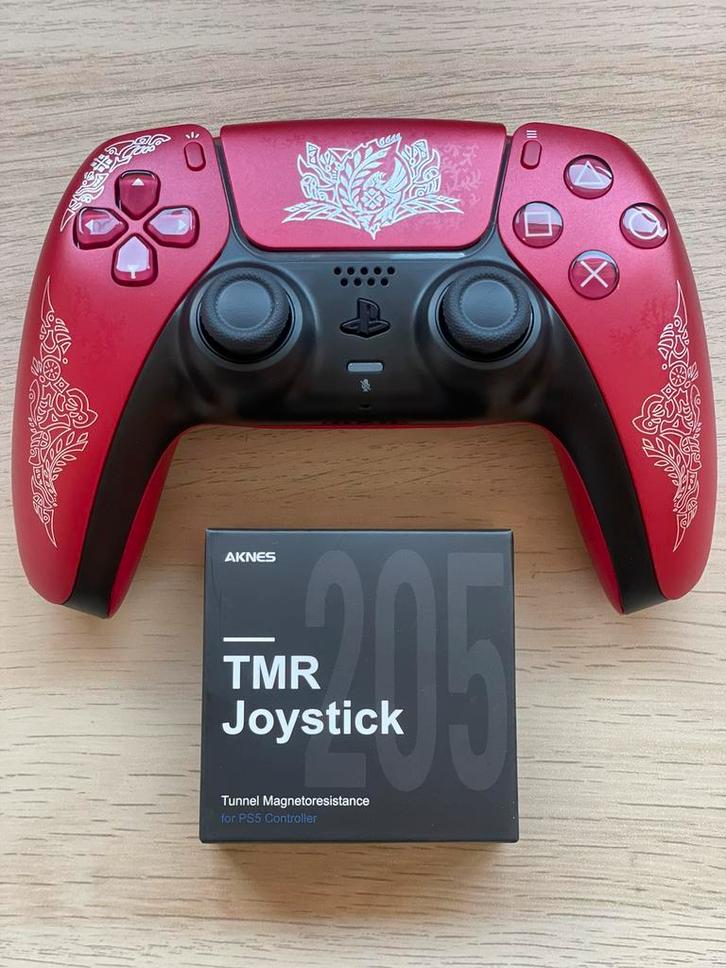 AKNES
205
TMR
Joystick
Tunnel Magnetoresistance
for PS5 Controller